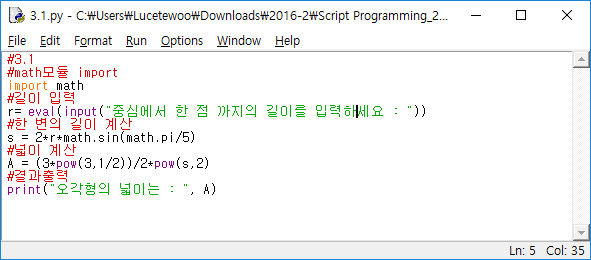 3.1.py - C:₩Users₩Lucetewoo₩Downloads₩2016-2₩Script Programming_2...
File Edit Format Run Options Window Help
#3.1
#math모듈 import
import math
#길이 입력
r= eval(input("중심에서 한 점 까지의 길이를 입력하세요 : "))
#한 변의 길이 계산
s = 2*r*math.sin(math.pi/5)
#넓이 계산
A = (3*pow(3,1/2))/2*pow(s,2)
#결과출력
print("오각형의 넓이는 : ", A)
Ln: 5 Col: 35